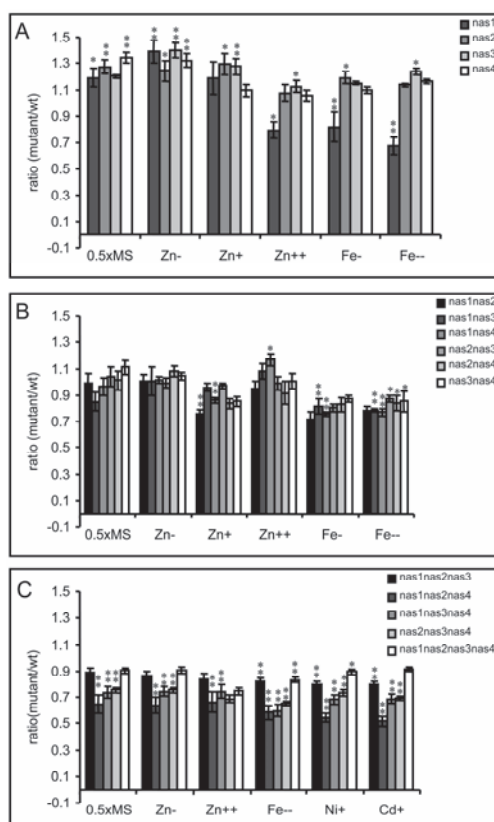 A
nas1
nas2
nas3
nas4
ratio (mutant/wt)
1.5
1.3
1.1
0.9
0.7
0.5
0.3
0.1
-0.1
* ** * ** ** * ** ** * * * * ** * ** *
0.5xMS Zn- Zn+ Zn++ Fe- Fe--
B
nas1nas2
nas1nas3
nas1nas4
nas2nas3
nas2nas4
nas3nas4
ratio (mutant/wt)
1.5
1.3
1.1
0.9
0.7
0.5
0.3
0.1
-0.1
0.5xMS Zn- Zn+ Zn++ Fe- Fe--
C
nas1nas2nas3
nas1nas2nas4
nas1nas3nas4
nas2nas3nas4
nas1nas2nas3nas4
ratio(mutant/wt)
1.5
1.3
1.1
0.9
0.7
0.5
0.3
0.1
-0.1
0.5xMS Zn- Zn++ Fe-- Ni+ Cd+